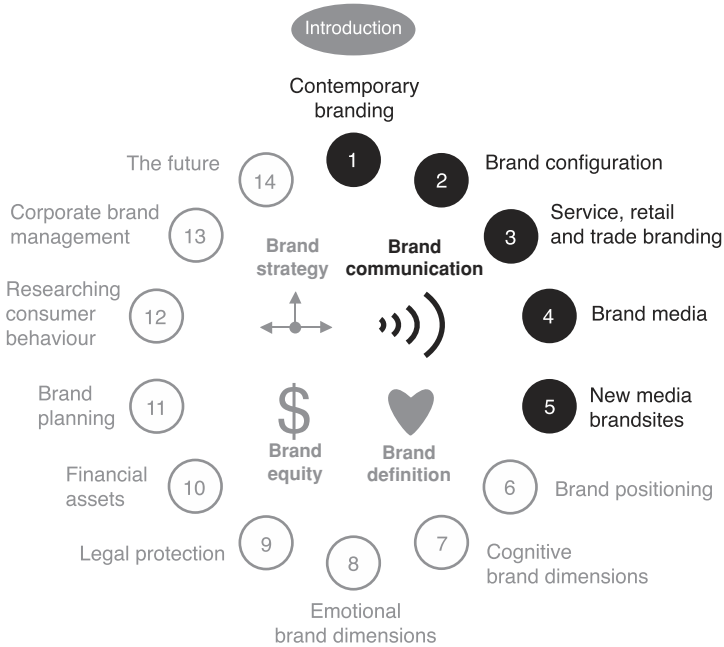 Introduction
Contemporary
branding
1
2
Brand configuration
3
Service, retail
and trade branding
4
Brand media
5
New media
brandsites
6
Brand positioning
7
Cognitive
brand dimensions
8
Emotional
brand dimensions
9
Legal protection
10
Financial
assets
11
Brand
planning
12
Researching
consumer
behaviour
13
Corporate brand
management
14
The future
Brand
strategy
Brand
communication
$
Brand
equity
Brand
definition